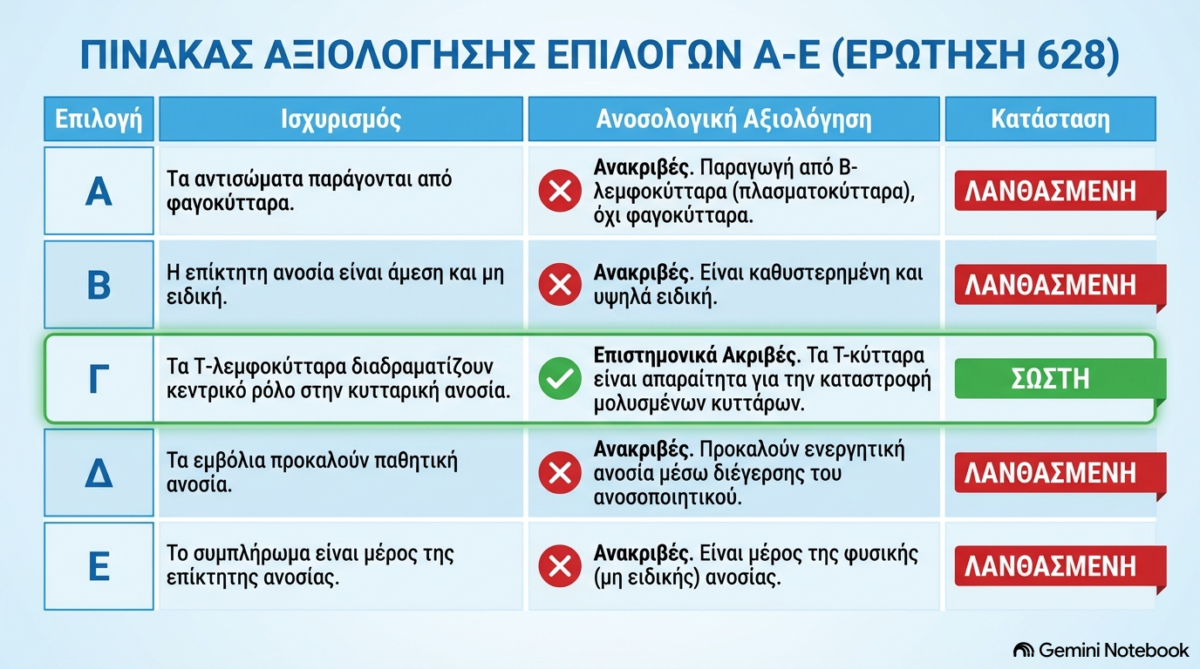 ΠΙΝΑΚΑΣ ΑΞΙΟΛΟΓΗΣΗΣ ΕΠΙΛΟΓΩΝ Α-Ε (ΕΡΩΤΗΣΗ 628)
Επιλογή
Ισχυρισμός
Ανοσολογική Αξιολόγηση
Κατάσταση
Α
Τα αντισώματα παράγονται από
φαγοκύτταρα.
Ανακριβές. Παραγωγή από Β-
λεμφοκύτταρα (πλασματοκύτταρα),
όχι φαγοκύτταρα.
ΛΑΝΘΑΣΜΕΝΗ
Β
Η επίκτητη ανοσία είναι άμεση και μη
ειδική.
Ανακριβές. Είναι καθυστερημένη και
υψηλά ειδική.
ΛΑΝΘΑΣΜΕΝΗ
Γ
Τα Τ-λεμφοκύτταρα διαδραματίζουν
κεντρικό ρόλο στην κυτταρική ανοσία.
Επιστημονικά Ακριβές. Τα Τ-κύτταρα
είναι απαραίτητα για την καταστροφή
μολυσμένων κυττάρων.
ΣΩΣΤΗ
Δ
Τα εμβόλια προκαλούν παθητική
ανοσία.
Ανακριβές. Προκαλούν ενεργητική
ανοσία μέσω διέγερσης του
ανοσοποιητικού.
ΛΑΝΘΑΣΜΕΝΗ
Ε
Το συμπλήρωμα είναι μέρος της
επίκτητης ανοσίας.
Ανακριβές. Είναι μέρος της φυσικής
(μη ειδικής) ανοσίας.
ΛΑΝΘΑΣΜΕΝΗ
Gemini Notebook